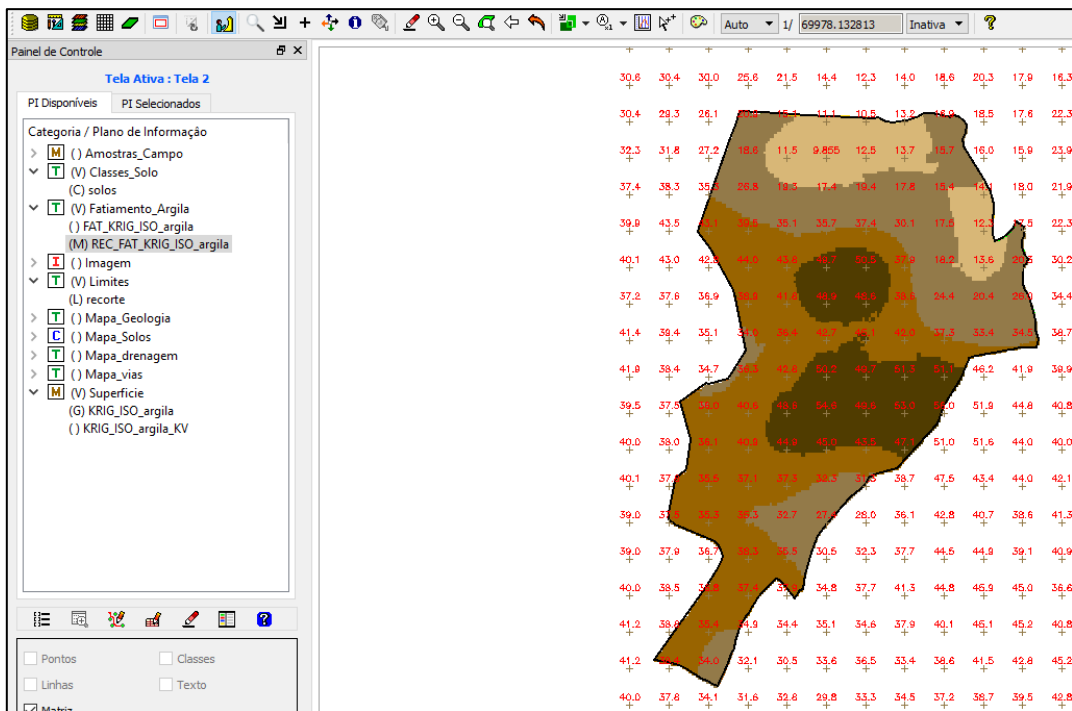 Auto 1/ 69978.132813 Inativa
Painel de Controle
Tela Ativa : Tela 2
PI Disponíveis PI Selecionados
Categoria / Plano de Informação
M () Amostras_Campo
T (V) Classes_Solo
(C) solos
T (V) Fatiamento_Argila
() FAT_KRIG_ISO_argila
(M) REC_FAT_KRIG_ISO_argila
I () Imagem
T (V) Limites
(L) recorte
T () Mapa_Geologia
C () Mapa_Solos
T () Mapa_drenagem
T () Mapa_vias
M (V) Superficie
(G) KRIG_ISO_argila
() KRIG_ISO_argila_KV
Pontos Classes
Linhas Texto
Matriz
30.6 30.4 30.0 25.6 21.5 14.4 12.3 14.0 18.6 20.3 17.9 16.3
30.4 29.3 26.1 10.5 13.2 18.5 17.6 22.3
32.3 31.8 27.2 18.6 11.5 9.855 12.5 13.7 15.7 16.0 15.9 23.9
37.4 38.3 26.8 19.3 17.4 19.4 17.8 15.4 18.0 21.9
39.9 43.5 35.1 35.7 37.4 30.1 17.5 22.3
40.1 43.0 44.0 43.8 37.9 18.2 13.6 30.2
37.2 37.6 36.9 24.4 20.4 34.4
41.4 39.4 35.1 36.4 42.7 42.0 37.3 33.4 34.5 38.7
41.9 38.4 34.7 36.3 42.8 46.2 41.9 39.9
39.5 37.5 51.9 44.8 40.8
40.0 38.0 51.0 51.6 44.0 40.0
40.1 37.1 37.3 38.7 47.5 43.4 44.0 42.1
39.0 32.7 28.0 36.1 42.8 40.7 38.6 41.3
39.0 37.9 36.7 38.3 30.5 32.3 37.7 44.5 44.9 39.1 40.9
40.0 38.5 37.4 34.8 37.7 41.3 44.8 46.9 45.0 36.6
41.2 34.4 35.1 34.6 37.9 40.1 45.1 45.2 40.8
41.2 34.0 32.1 30.5 33.6 36.5 33.4 38.6 41.5 42.8 45.2
40.0 37.6 34.1 31.6 32.6 29.8 33.3 34.5 37.2 38.7 39.5 42.8